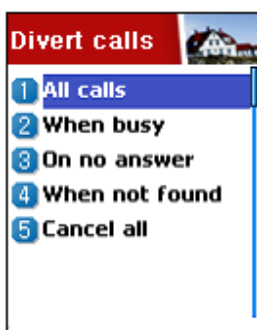 Divert calls
1 All calls
2 When busy
3 On no answer
4 When not found
5 Cancel all